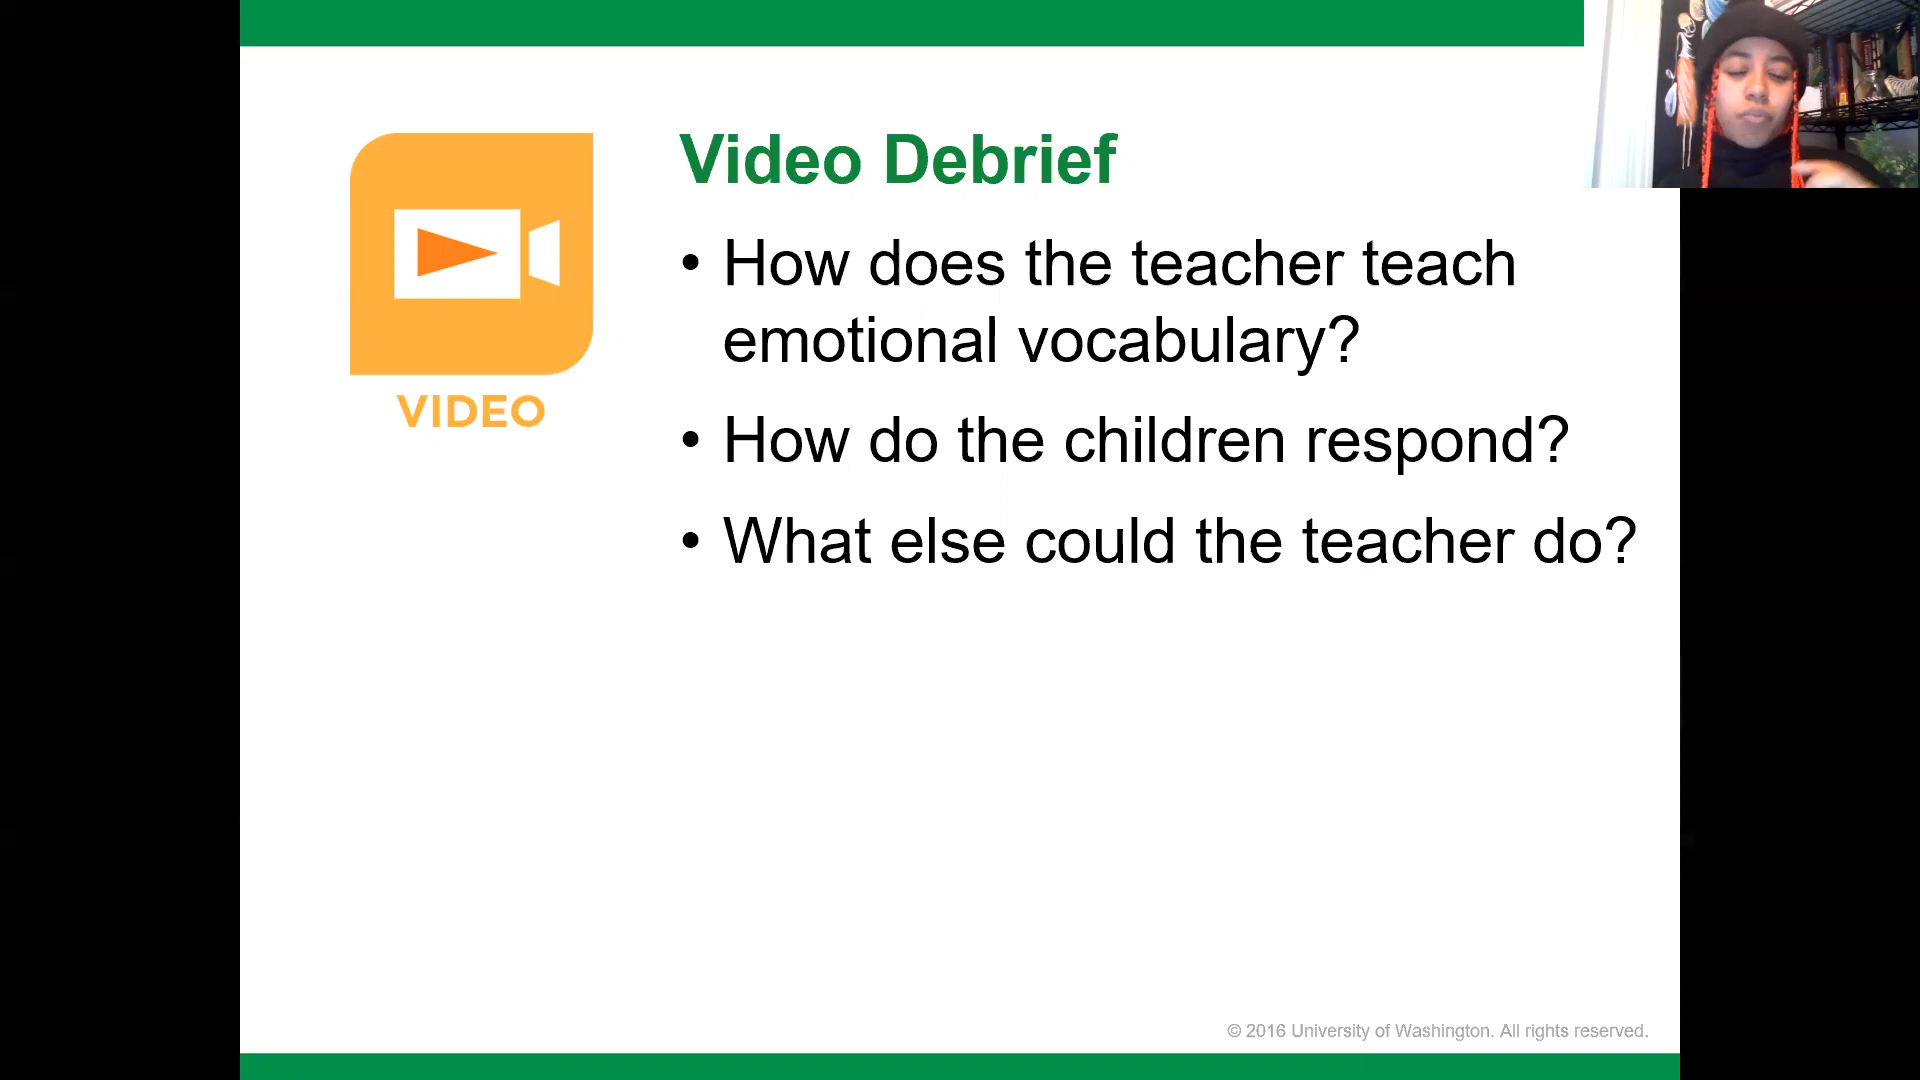 Video Debrief
• How does the teacher teach
emotional vocabulary?
• How do the children respond?
• What else could the teacher do?
VIDEO
© 2016 University of Washington. All rights reserved.